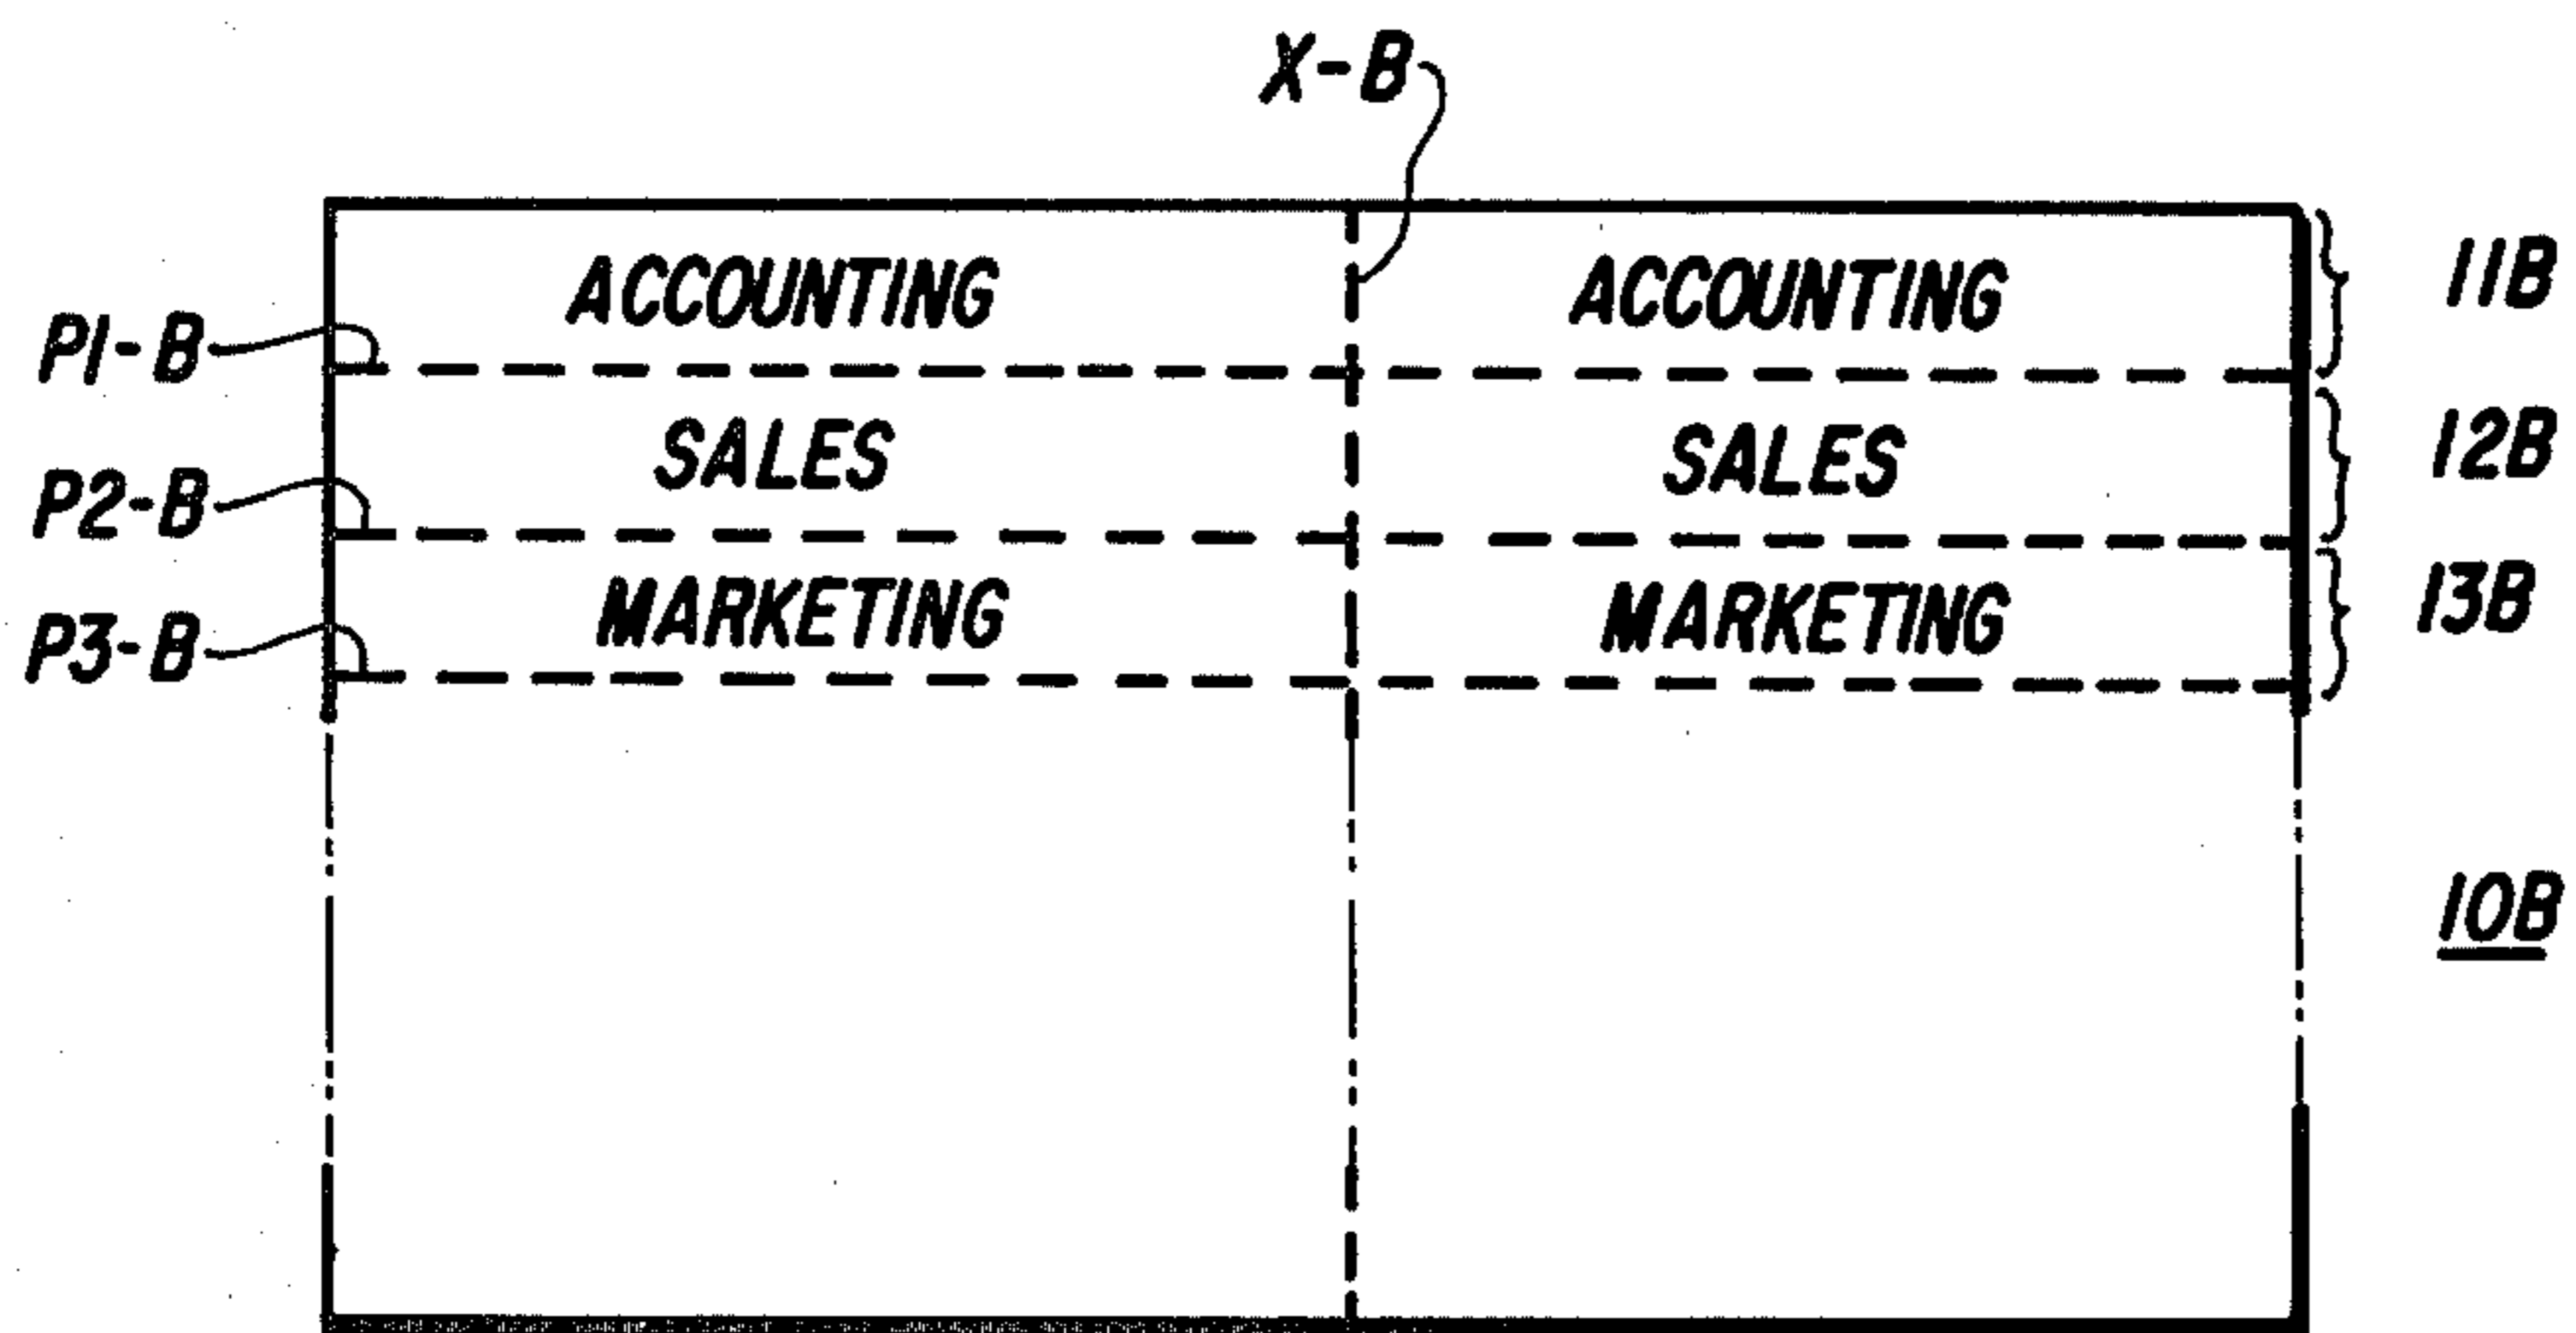 X-B
ACCOUNTING ACCOUNTING 11B
P1-B
SALES SALES 12B
P2-B
MARKETING MARKETING 13B
P3-B
10B